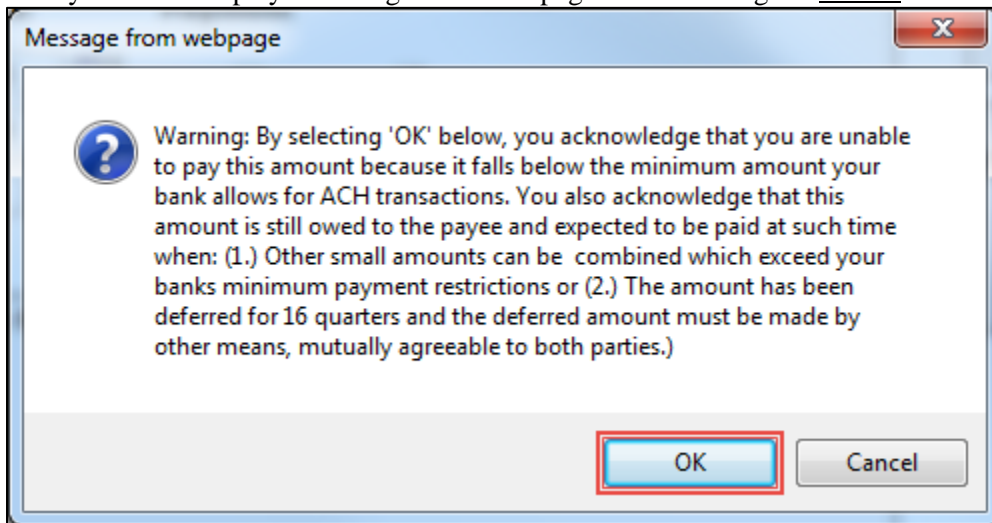 Message from webpage
X
Warning: By selecting 'OK' below, you acknowledge that you are unable
to pay this amount because it falls below the minimum amount your
bank allows for ACH transactions. You also acknowledge that this
amount is still owed to the payee and expected to be paid at such time
when: (1.) Other small amounts can be  combined which exceed your
banks minimum payment restrictions or (2.) The amount has been
deferred for 16 quarters and the deferred amount must be made by
other means, mutually agreeable to both parties.)
OK
Cancel